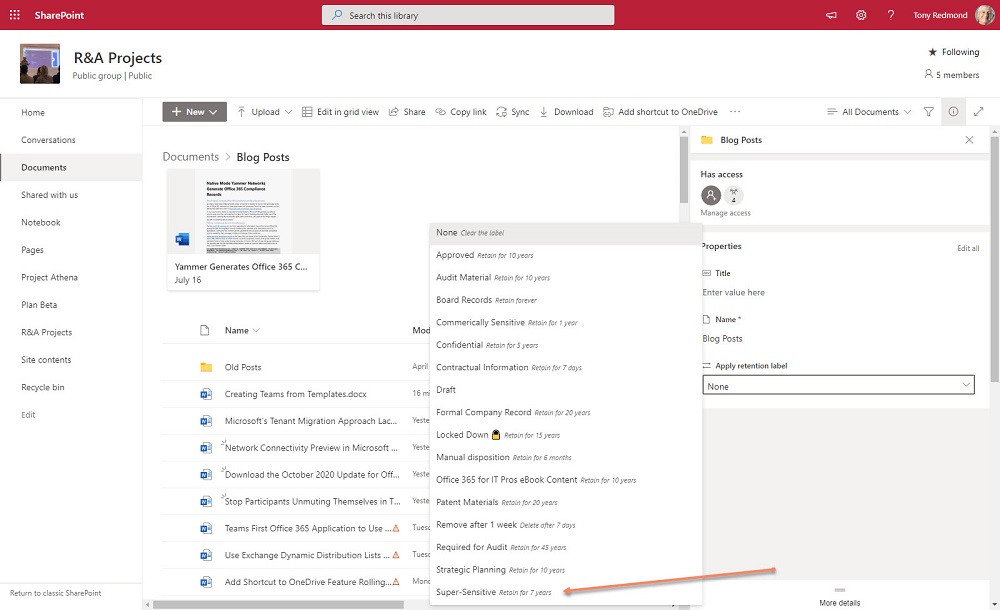 SharePoint
Search this library
?
Tony Redmond
R&A Projects
Public group | Public
Following
5 members
Home
Conversations
Documents
Shared with us
Notebook
Pages
Project Athena
Plan Beta
R&A Projects
Site contents
Recycle bin
Edit
Return to classic SharePoint
New
Upload
Edit in grid view
Share
Copy link
Sync
Download
Add shortcut to OneDrive
All Documents
Documents > Blog Posts
Native Mode Yammer Networks
Generate Office 365 Compliance
Records
Yammer Generates Office 365 C...
July 16
Name
Mod
Old Posts
April
Creating Teams from Templates.docx
16 m
Microsoft's Tenant Migration Approach Lac...
Yeste
Network Connectivity Preview in Microsoft ...
Yeste
Download the October 2020 Update for Off...
Yeste
Stop Participants Unmuting Themselves in T...
Yeste
Teams First Office 365 Application to Use ...
Tuesc
Use Exchange Dynamic Distribution Lists ...
Tuesc
Add Shortcut to OneDrive Feature Rolling...
Mond
None Clear the label
Approved Retain for 10 years
Audit Material Retain for 10 years
Board Records Retain forever
Commerically Sensitive Retain for 1 year
Confidential Retain for 5 years
Contractual Information Retain for 7 days
Draft
Formal Company Record Retain for 20 years
Locked Down Retain for 15 years
Manual disposition Retain for 6 months
Office 365 for IT Pros eBook Content Retain for 10 years
Patent Materials Retain for 20 years
Remove after 1 week Delete after 7 days
Required for Audit Retain for 45 years
Strategic Planning Retain for 10 years
Super-Sensitive Retain for 7 years
Blog Posts
Has access
4
Manage access
Properties
Edit all
Title
Enter value here
Name *
Blog Posts
Apply retention label
None
More details